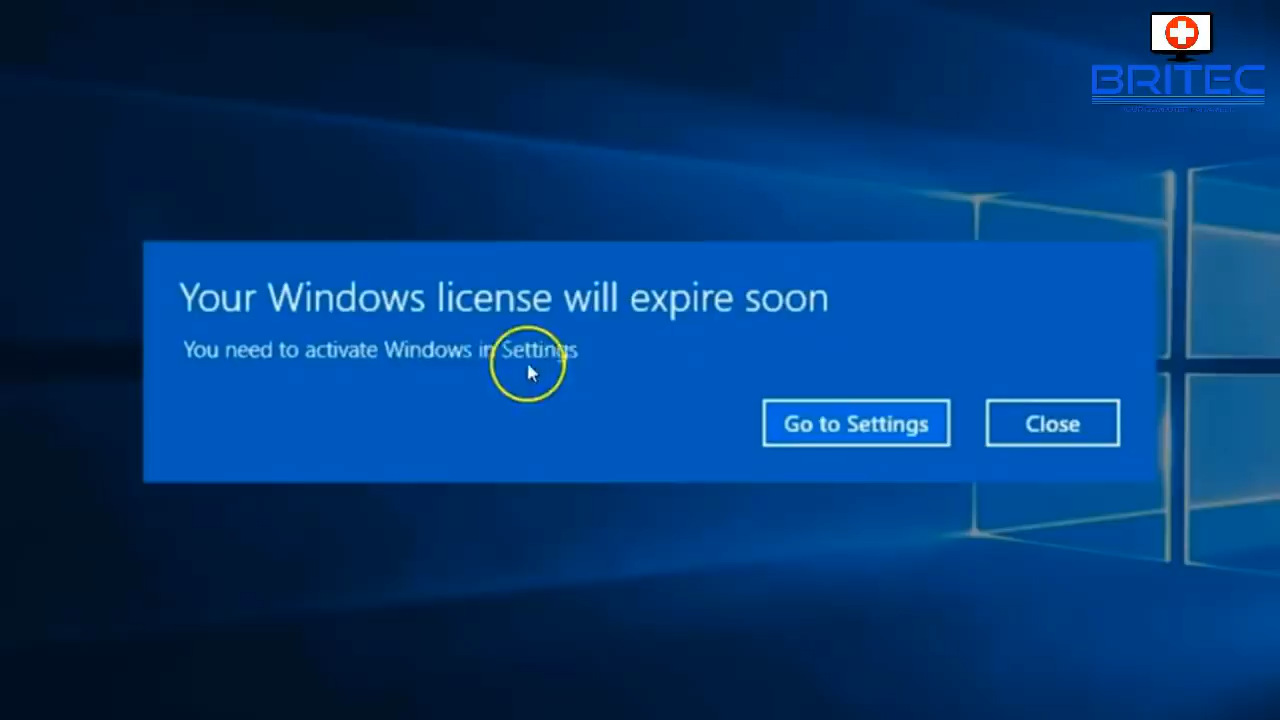 BRITEC
Your Windows license will expire soon
You need to activate Windows in Settings
Go to Settings
Close